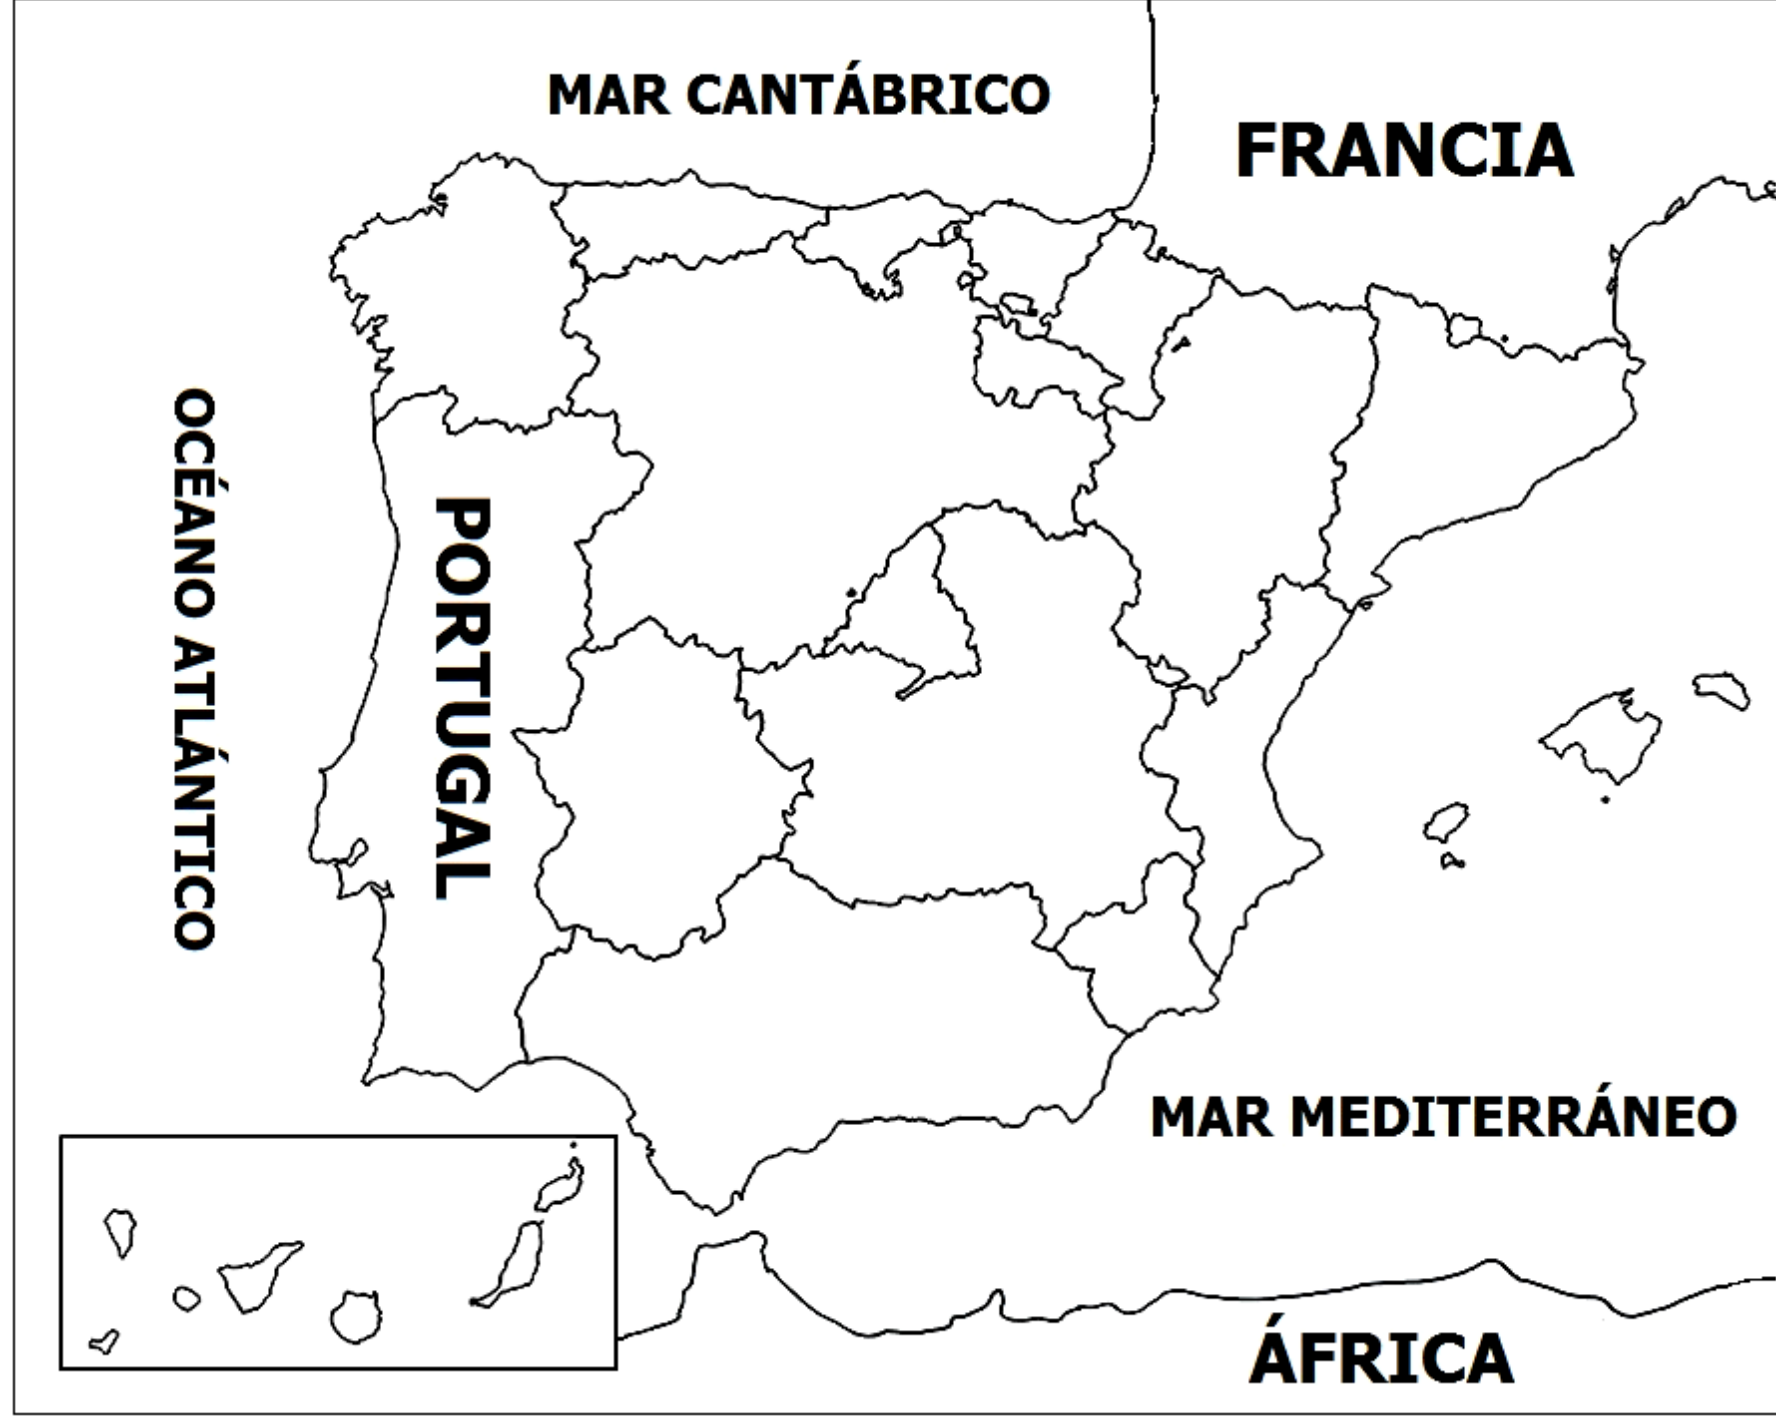 MAR CANTÁBRICO
FRANCIA
OCÉANO ATLÁNTICO
PORTUGAL
MAR MEDITERRÁNEO
ÁFRICA